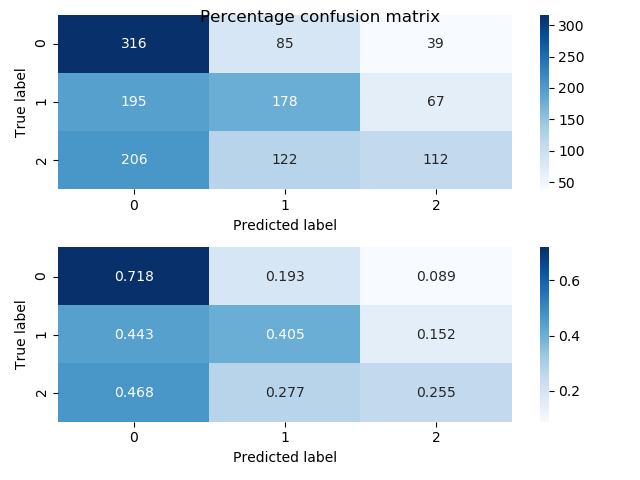 Percentage confusion matrix
True label
0 316 85 39
1 195 178 67
2 206 122 112
0 1 2
Predicted label
300
250
200
150
100
50
True label
0 0.718 0.193 0.089
1 0.443 0.405 0.152
2 0.468 0.277 0.255
0 1 2
Predicted label
0.6
0.4
0.2